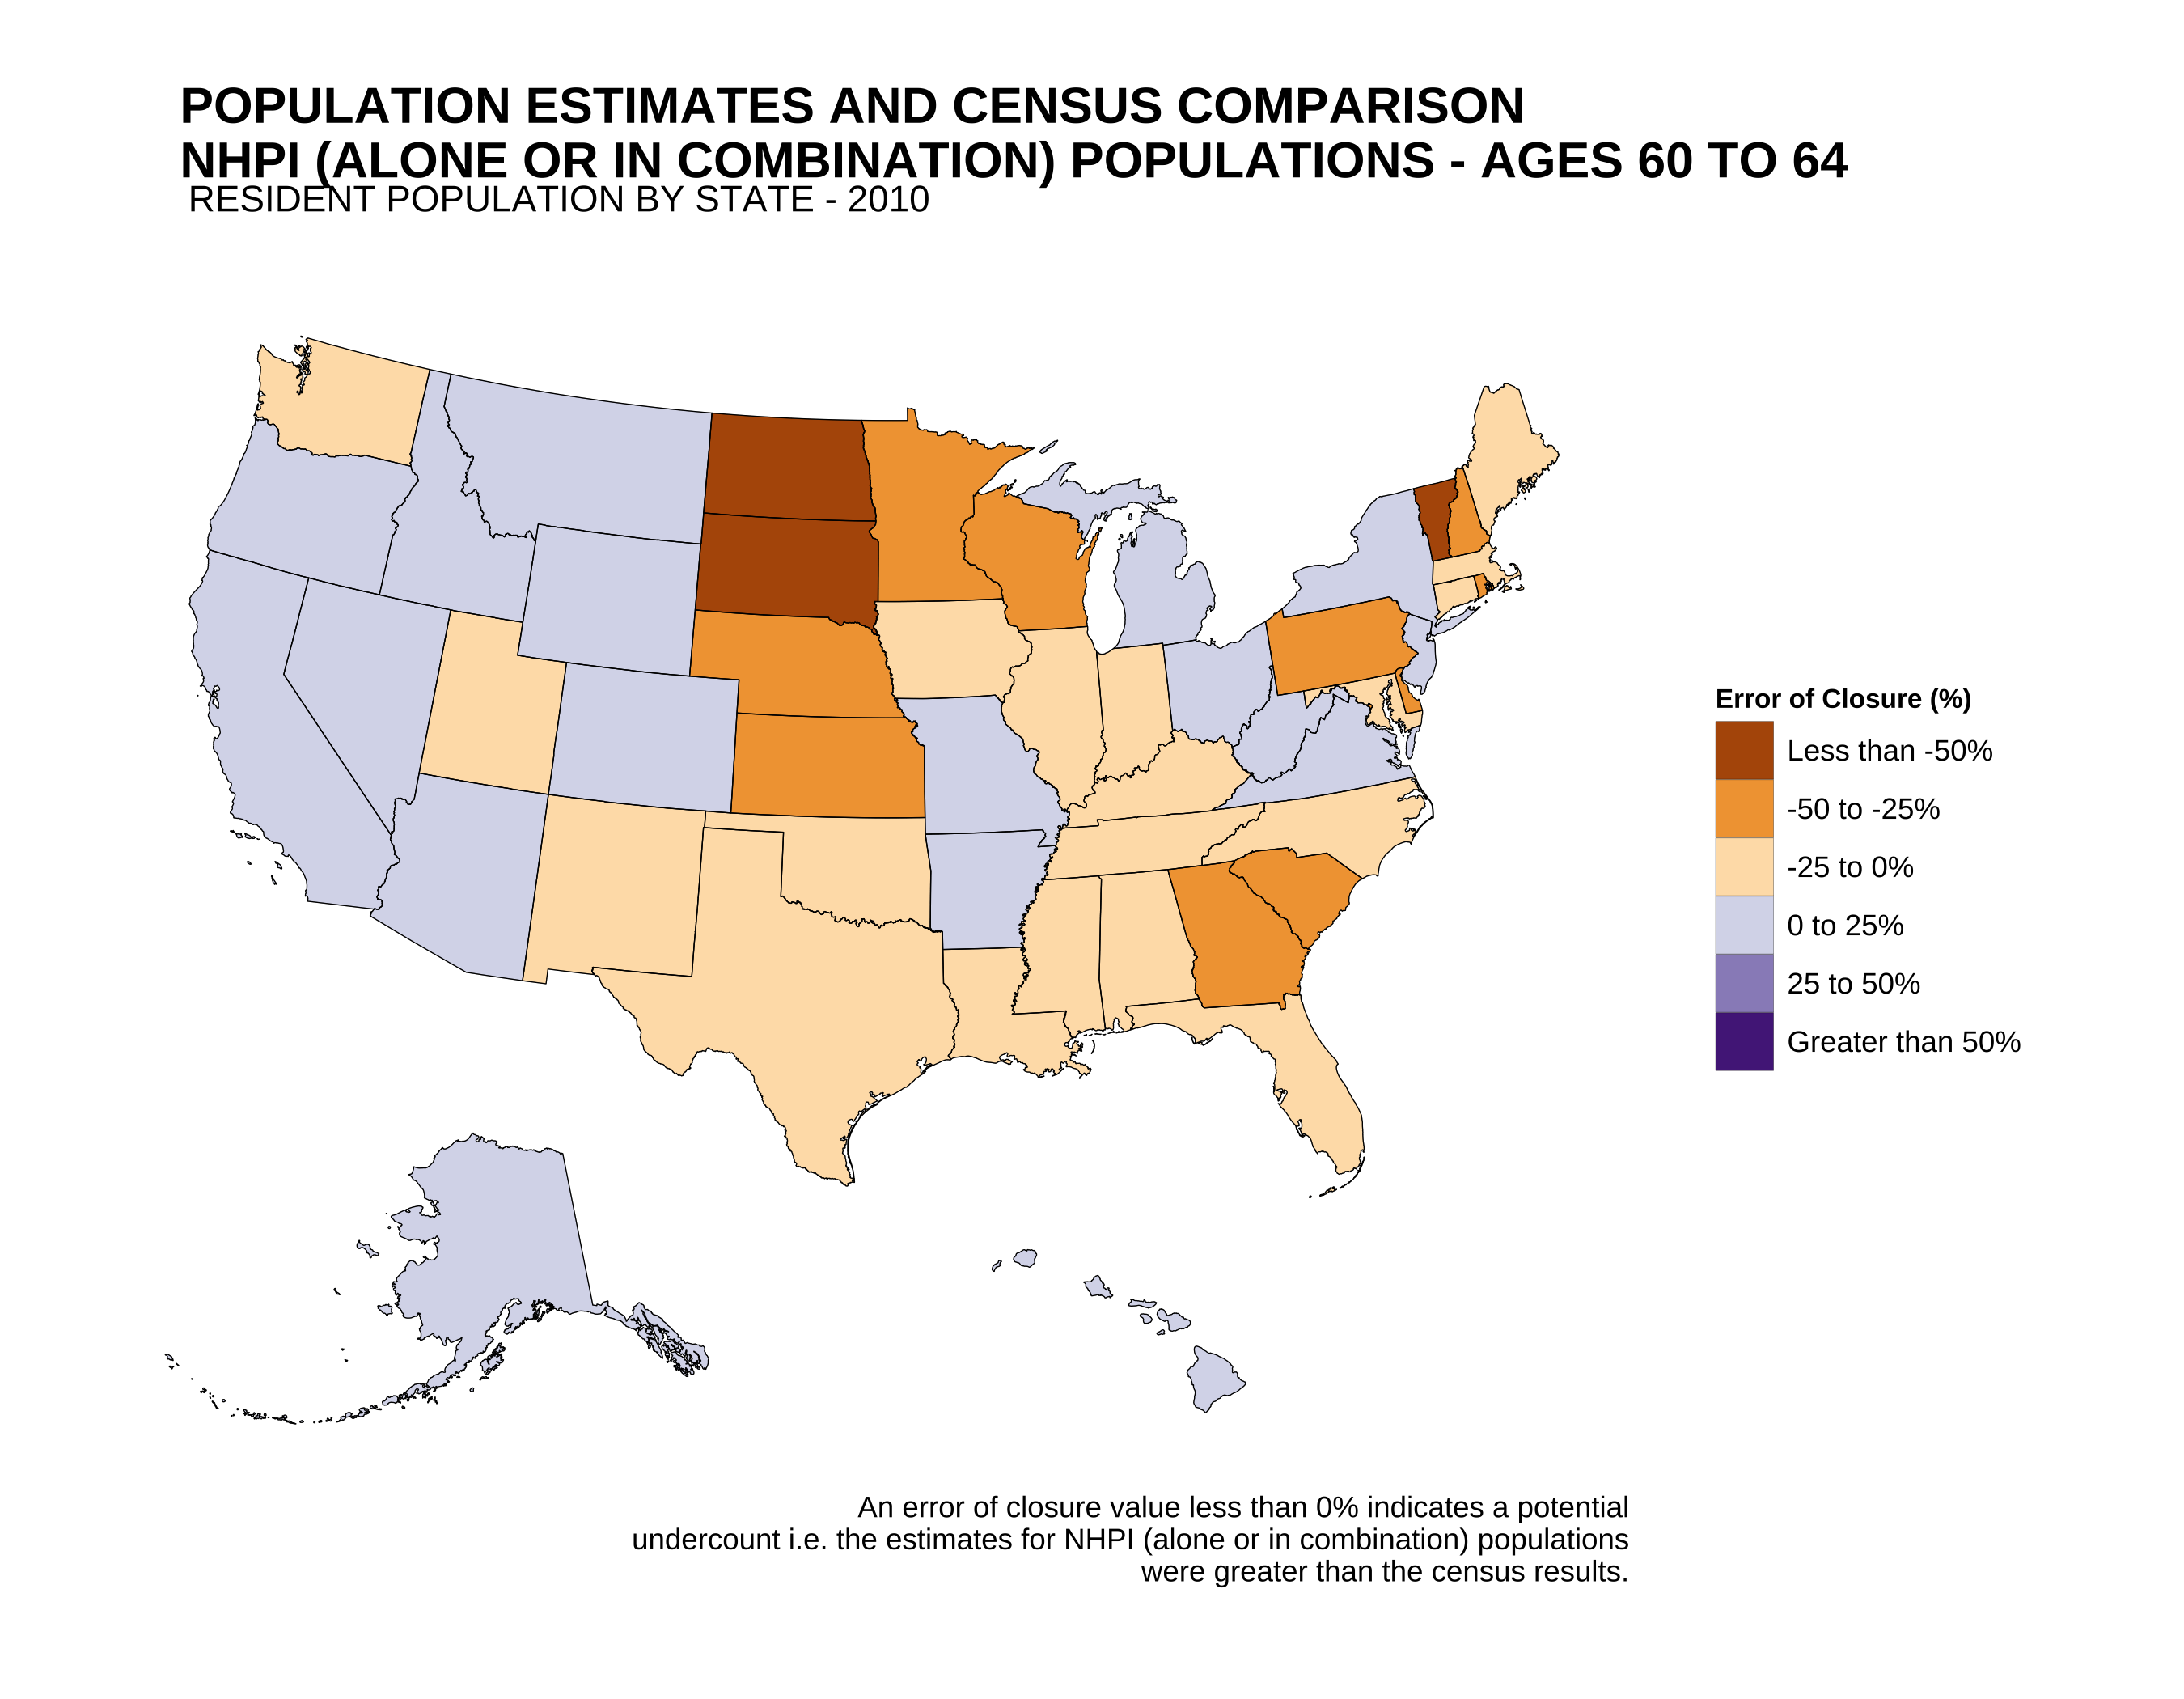 POPULATION ESTIMATES AND CENSUS COMPARISON
NHPI (ALONE OR IN COMBINATION) POPULATIONS - AGES 60 TO 64
RESIDENT POPULATION BY STATE - 2010
Error of Closure (%)
Less than -50%
-50 to -25%
-25 to 0%
0 to 25%
25 to 50%
Greater than 50%
An error of closure value less than 0% indicates a potential
undercount i.e. the estimates for NHPI (alone or in combination) populations
were greater than the census results.